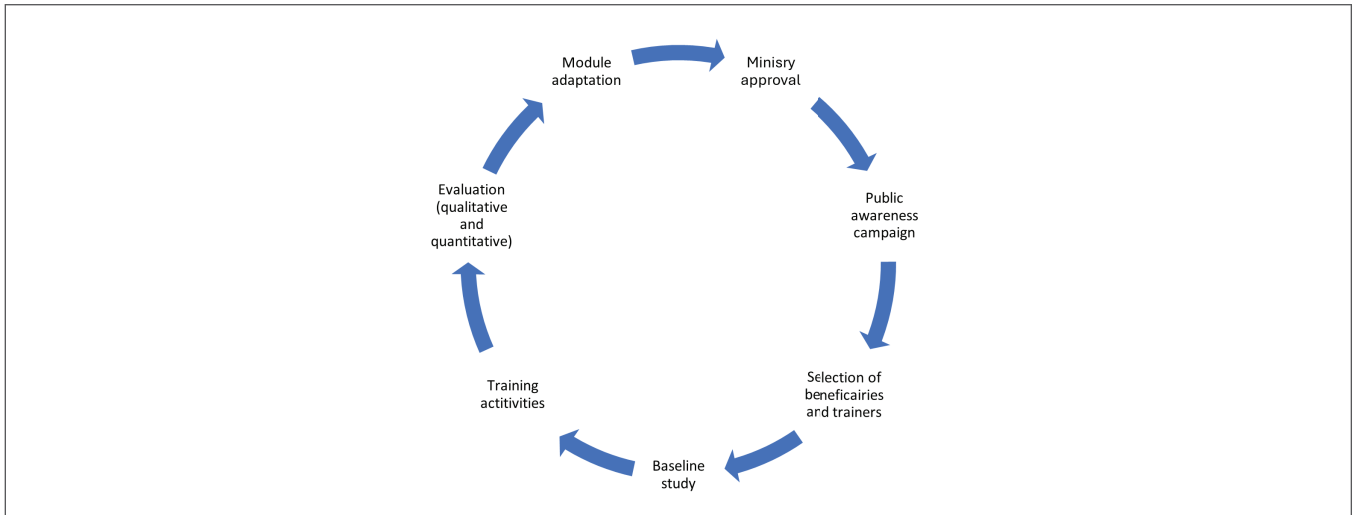 Module
adaptation
Minisry
approval
Public
awareness
campaign
Selection of
beneficairies
and trainers
Baseline
study
Training
actitivities
Evaluation
(qualitative
and
quantitative)